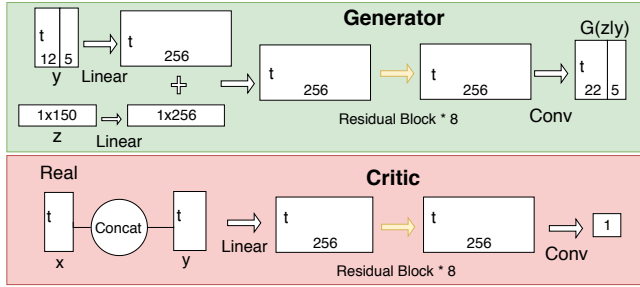 Generator
t
12 5
y
Linear
t
256
+
1x150
z
Linear
1x256
t
256
Residual Block * 8
t
256
Conv
G(z|y)
t
22 5
Critic
Real
t
x
Concat
t
y
Linear
t
256
Residual Block * 8
t
256
Conv
1